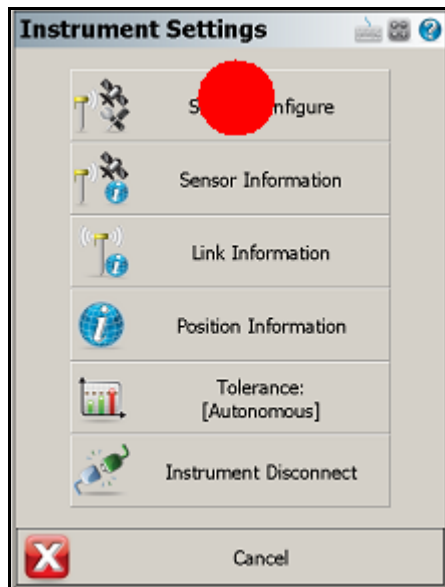 Instrument Settings
Sensor Information
Link Information
Position Information
Tolerance:
[Autonomous]
Instrument Disconnect
Cancel